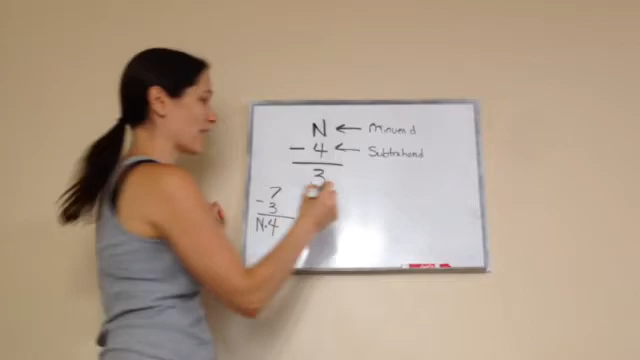 N ← Minuend
- 4 ← Subtrahend
3
7
- 3
N·4